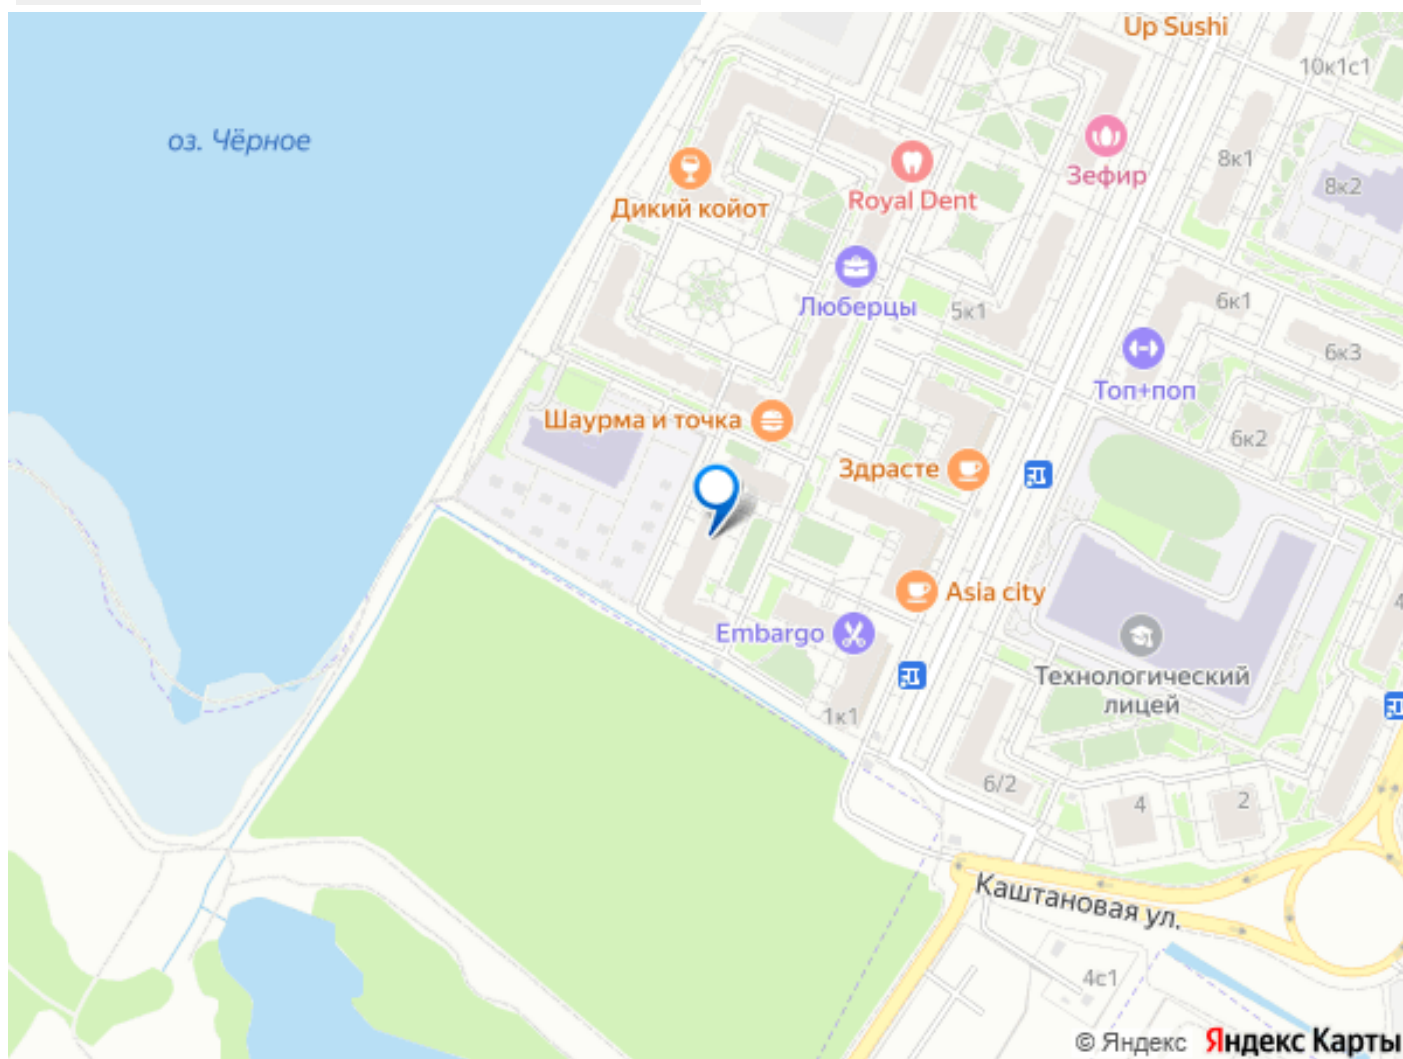 Up Sushi
10к1с1
оз. Чёрное
8к1
Зефир
8к2
Royal Dent
Дикий койот
Люберцы
5к1
6к1
6к3
Топ+поп
Шаурма и точка
6к2
Здрасте
Asia city
Embargo
Технологический
лицей
1к1
6/2
4
2
Каштановая ул.
4с1
© Яндекс Яндекс Карты